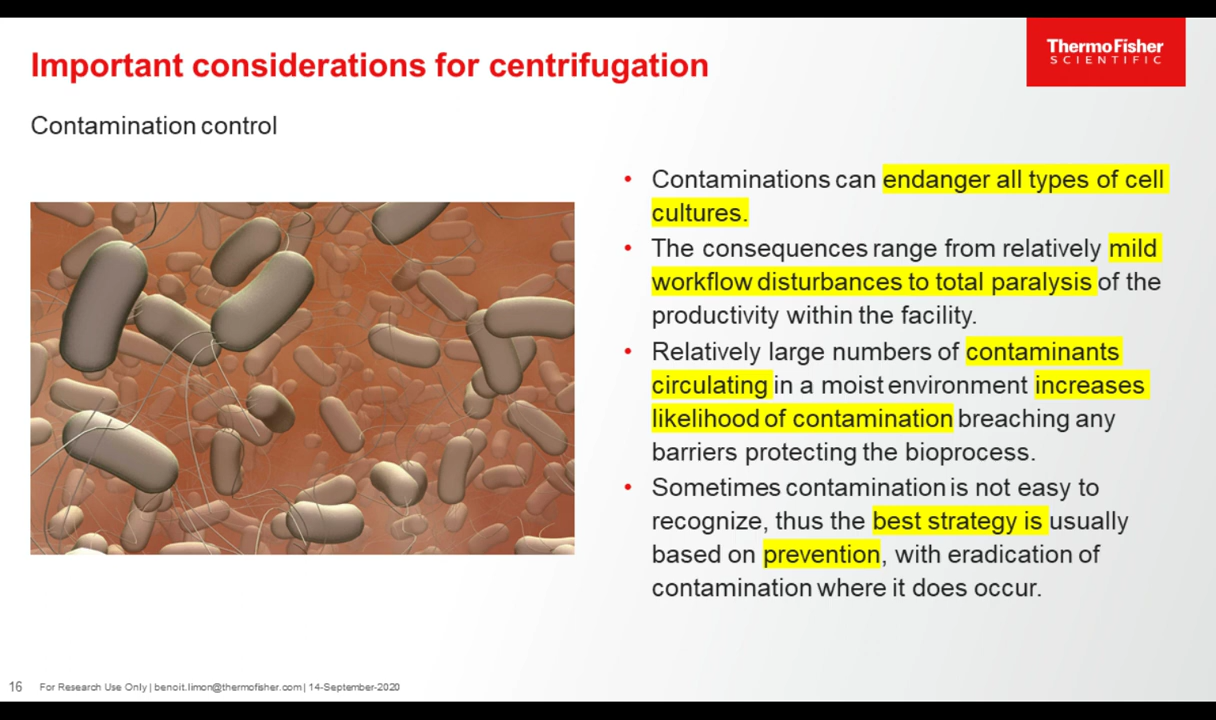 Important considerations for centrifugation
ThermoFisher
SCIENTIFIC
Contamination control
• Contaminations can endanger all types of cell
cultures.
• The consequences range from relatively mild
workflow disturbances to total paralysis of the
productivity within the facility.
• Relatively large numbers of contaminants
circulating in a moist environment increases
likelihood of contamination breaching any
barriers protecting the bioprocess.
• Sometimes contamination is not easy to
recognize, thus the best strategy is usually
based on prevention, with eradication of
contamination where it does occur.
16 For Research Use Only | benoit.limon@thermofisher.com | 14-September-2020